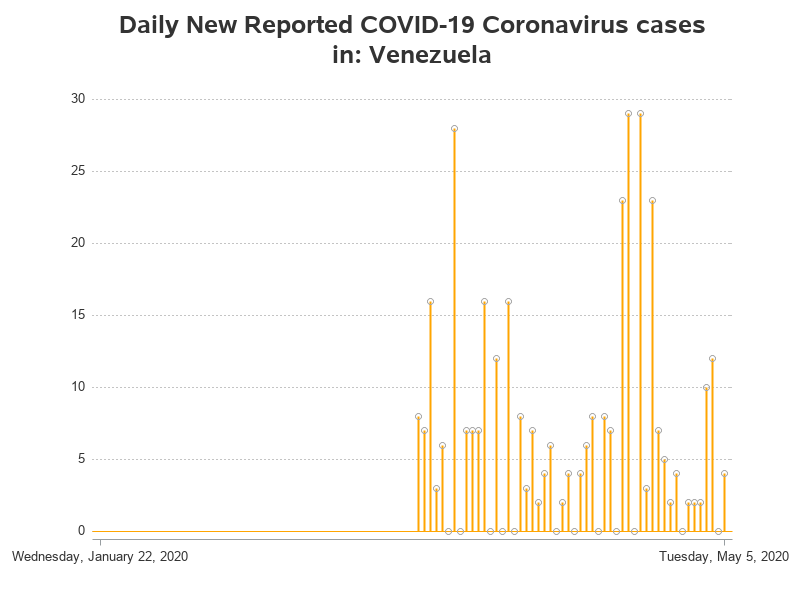 Daily New Reported COVID-19 Coronavirus cases
in: Venezuela
30
25
20
15
10
5
0
Wednesday, January 22, 2020 Tuesday, May 5, 2020